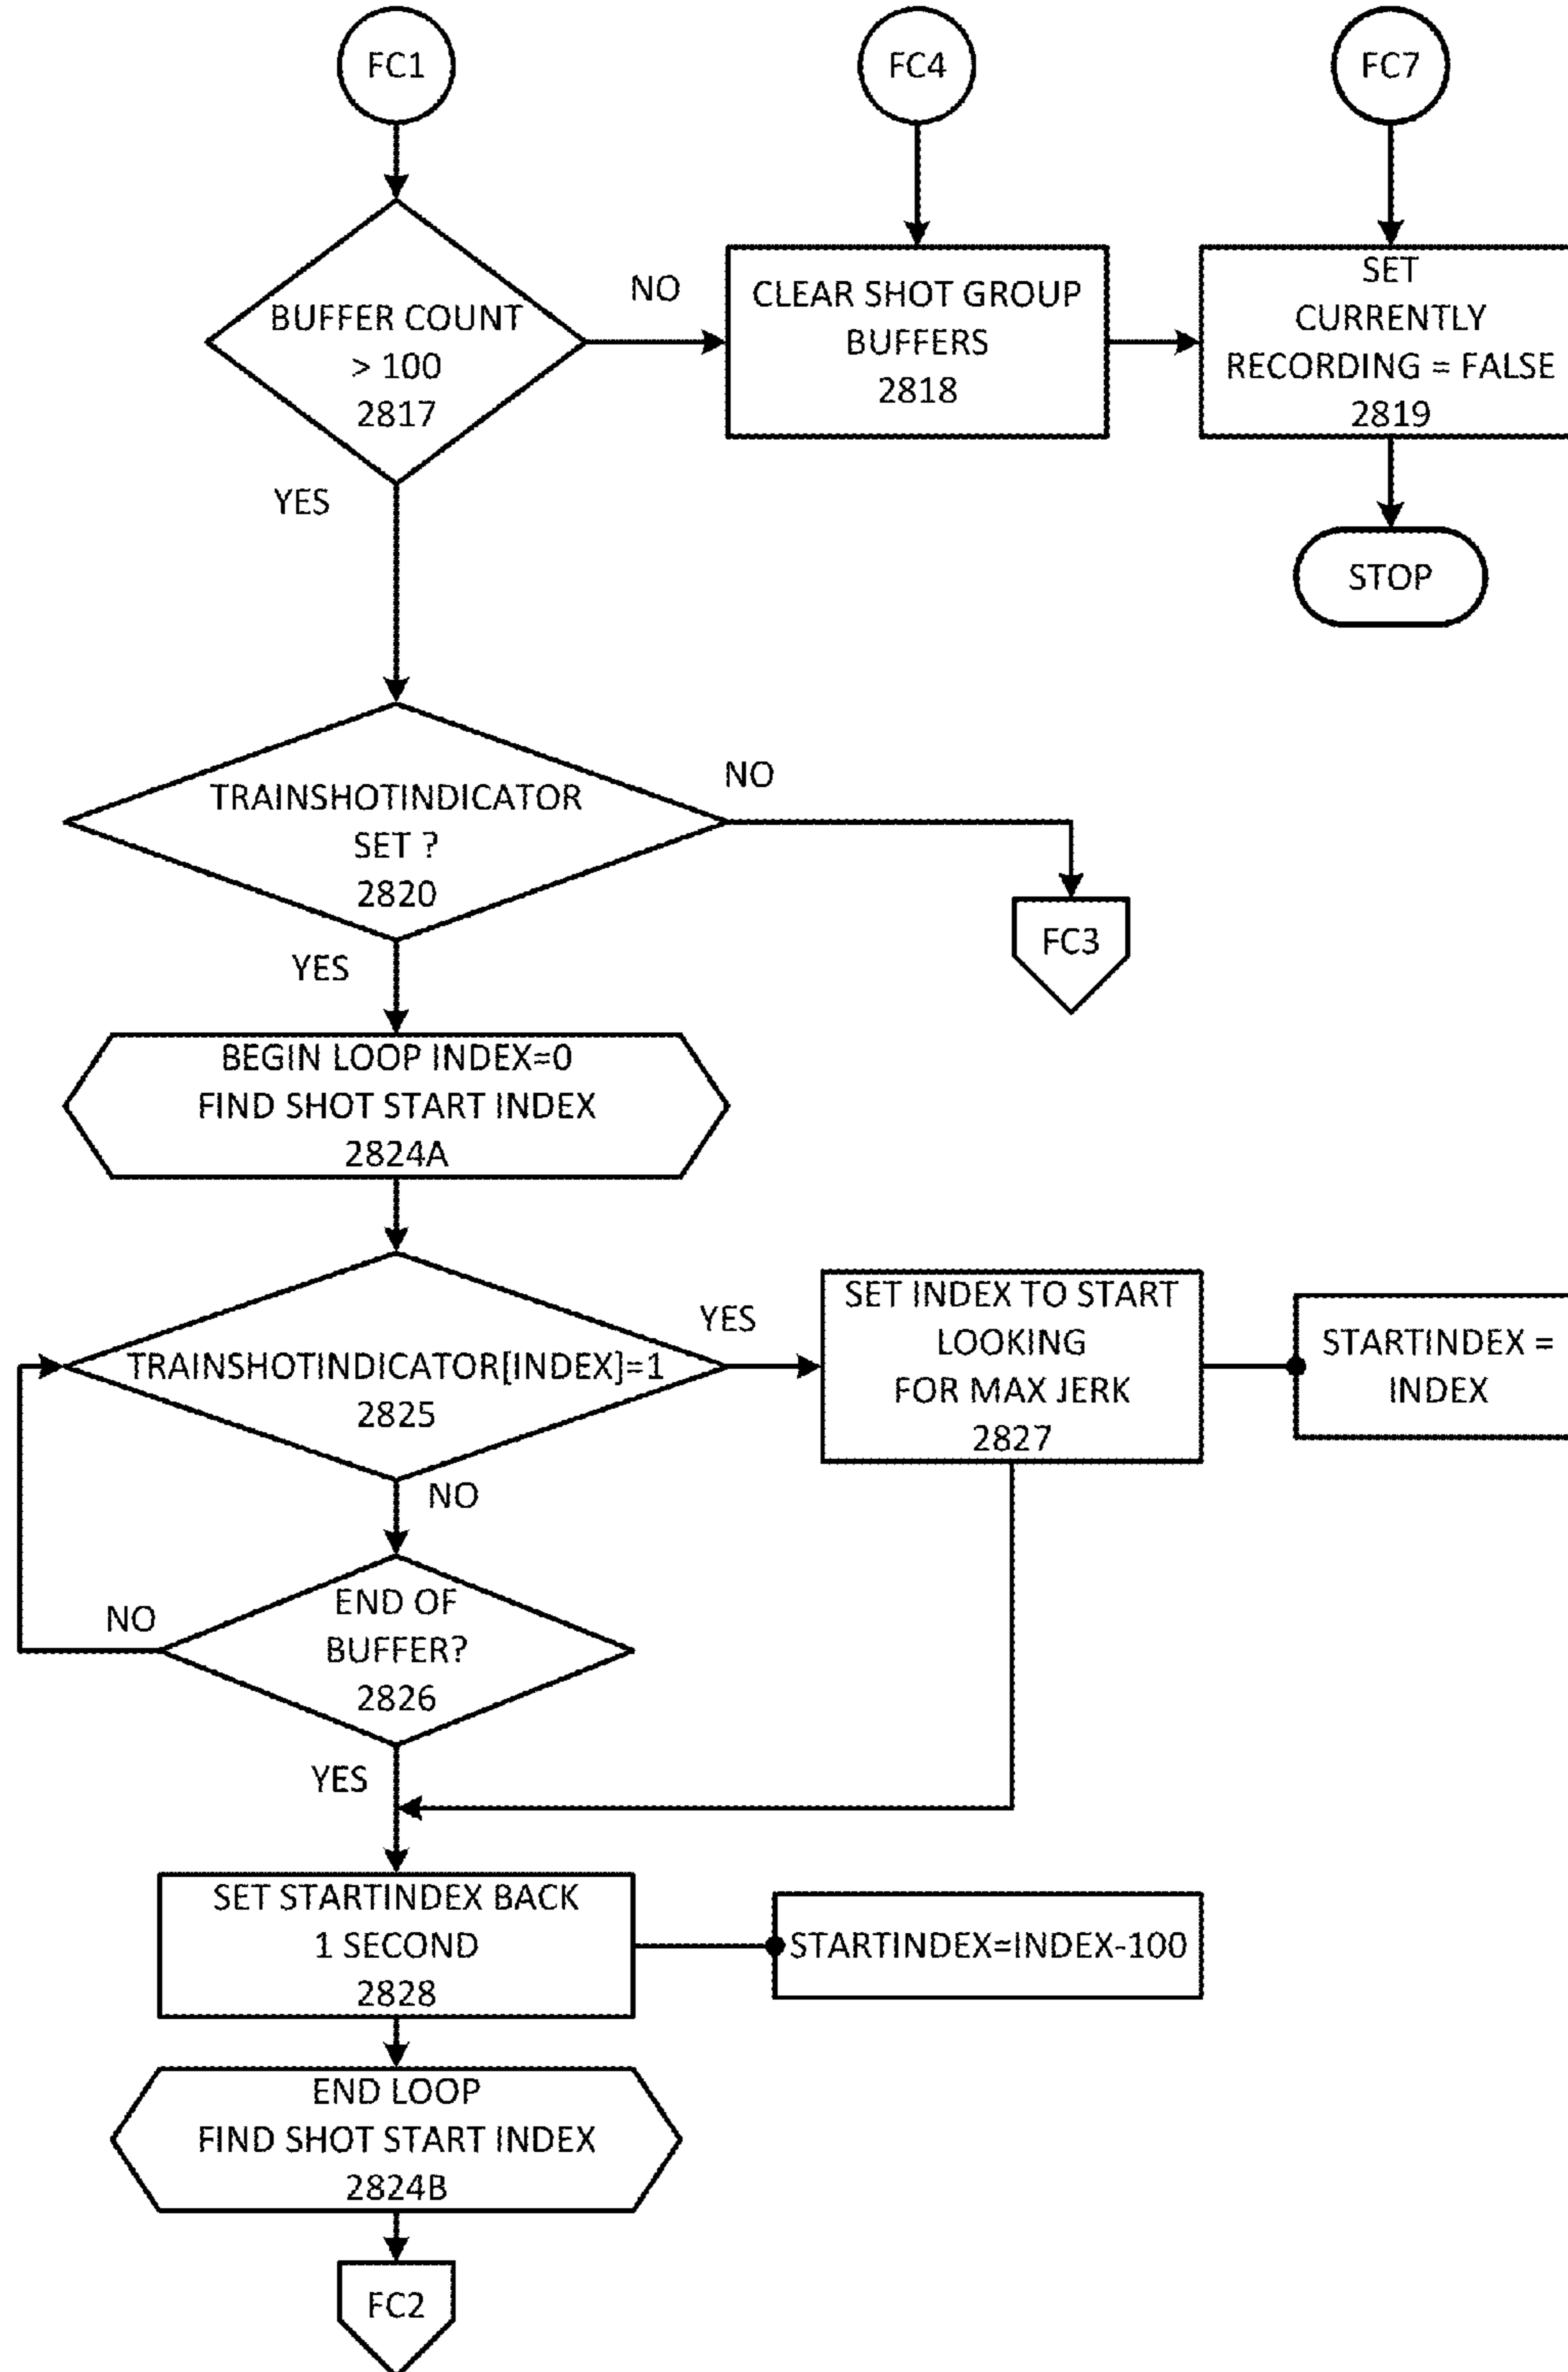 FC1
FC4
FC7
BUFFER COUNT
> 100
2817
NO
CLEAR SHOT GROUP
BUFFERS
2818
SET
CURRENTLY
RECORDING = FALSE
2819
YES
STOP
TRAINSHOTINDICATOR
SET ?
2820
NO
FC3
YES
BEGIN LOOP INDEX=0
FIND SHOT START INDEX
2824A
TRAINSHOTINDICATOR[INDEX]=1
2825
YES
SET INDEX TO START
LOOKING
FOR MAX JERK
2827
STARTINDEX =
INDEX
NO
END OF
BUFFER?
2826
NO
YES
SET STARTINDEX BACK
1 SECOND
2828
STARTINDEX=INDEX-100
END LOOP
FIND SHOT START INDEX
2824B
FC2